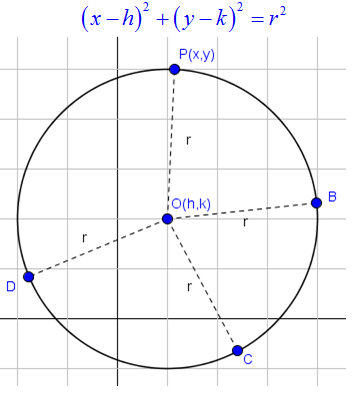 (x−h)² + (y−k)² = r²
P(x,y)
r
B
O(h,k)
r
r
D
r
C